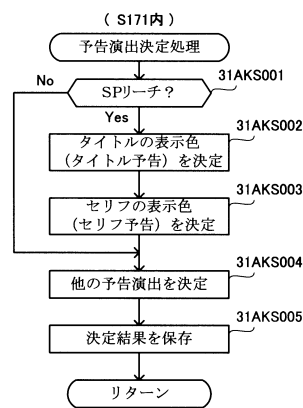 ( S171内 )
予告演出決定処理
31AKS001
No
SPリーチ？
Yes
31AKS002
タイトルの表示色
(タイトル予告) を決定
31AKS003
セリフの表示色
(セリフ予告) を決定
31AKS004
他の予告演出を決定
31AKS005
決定結果を保存
リターン